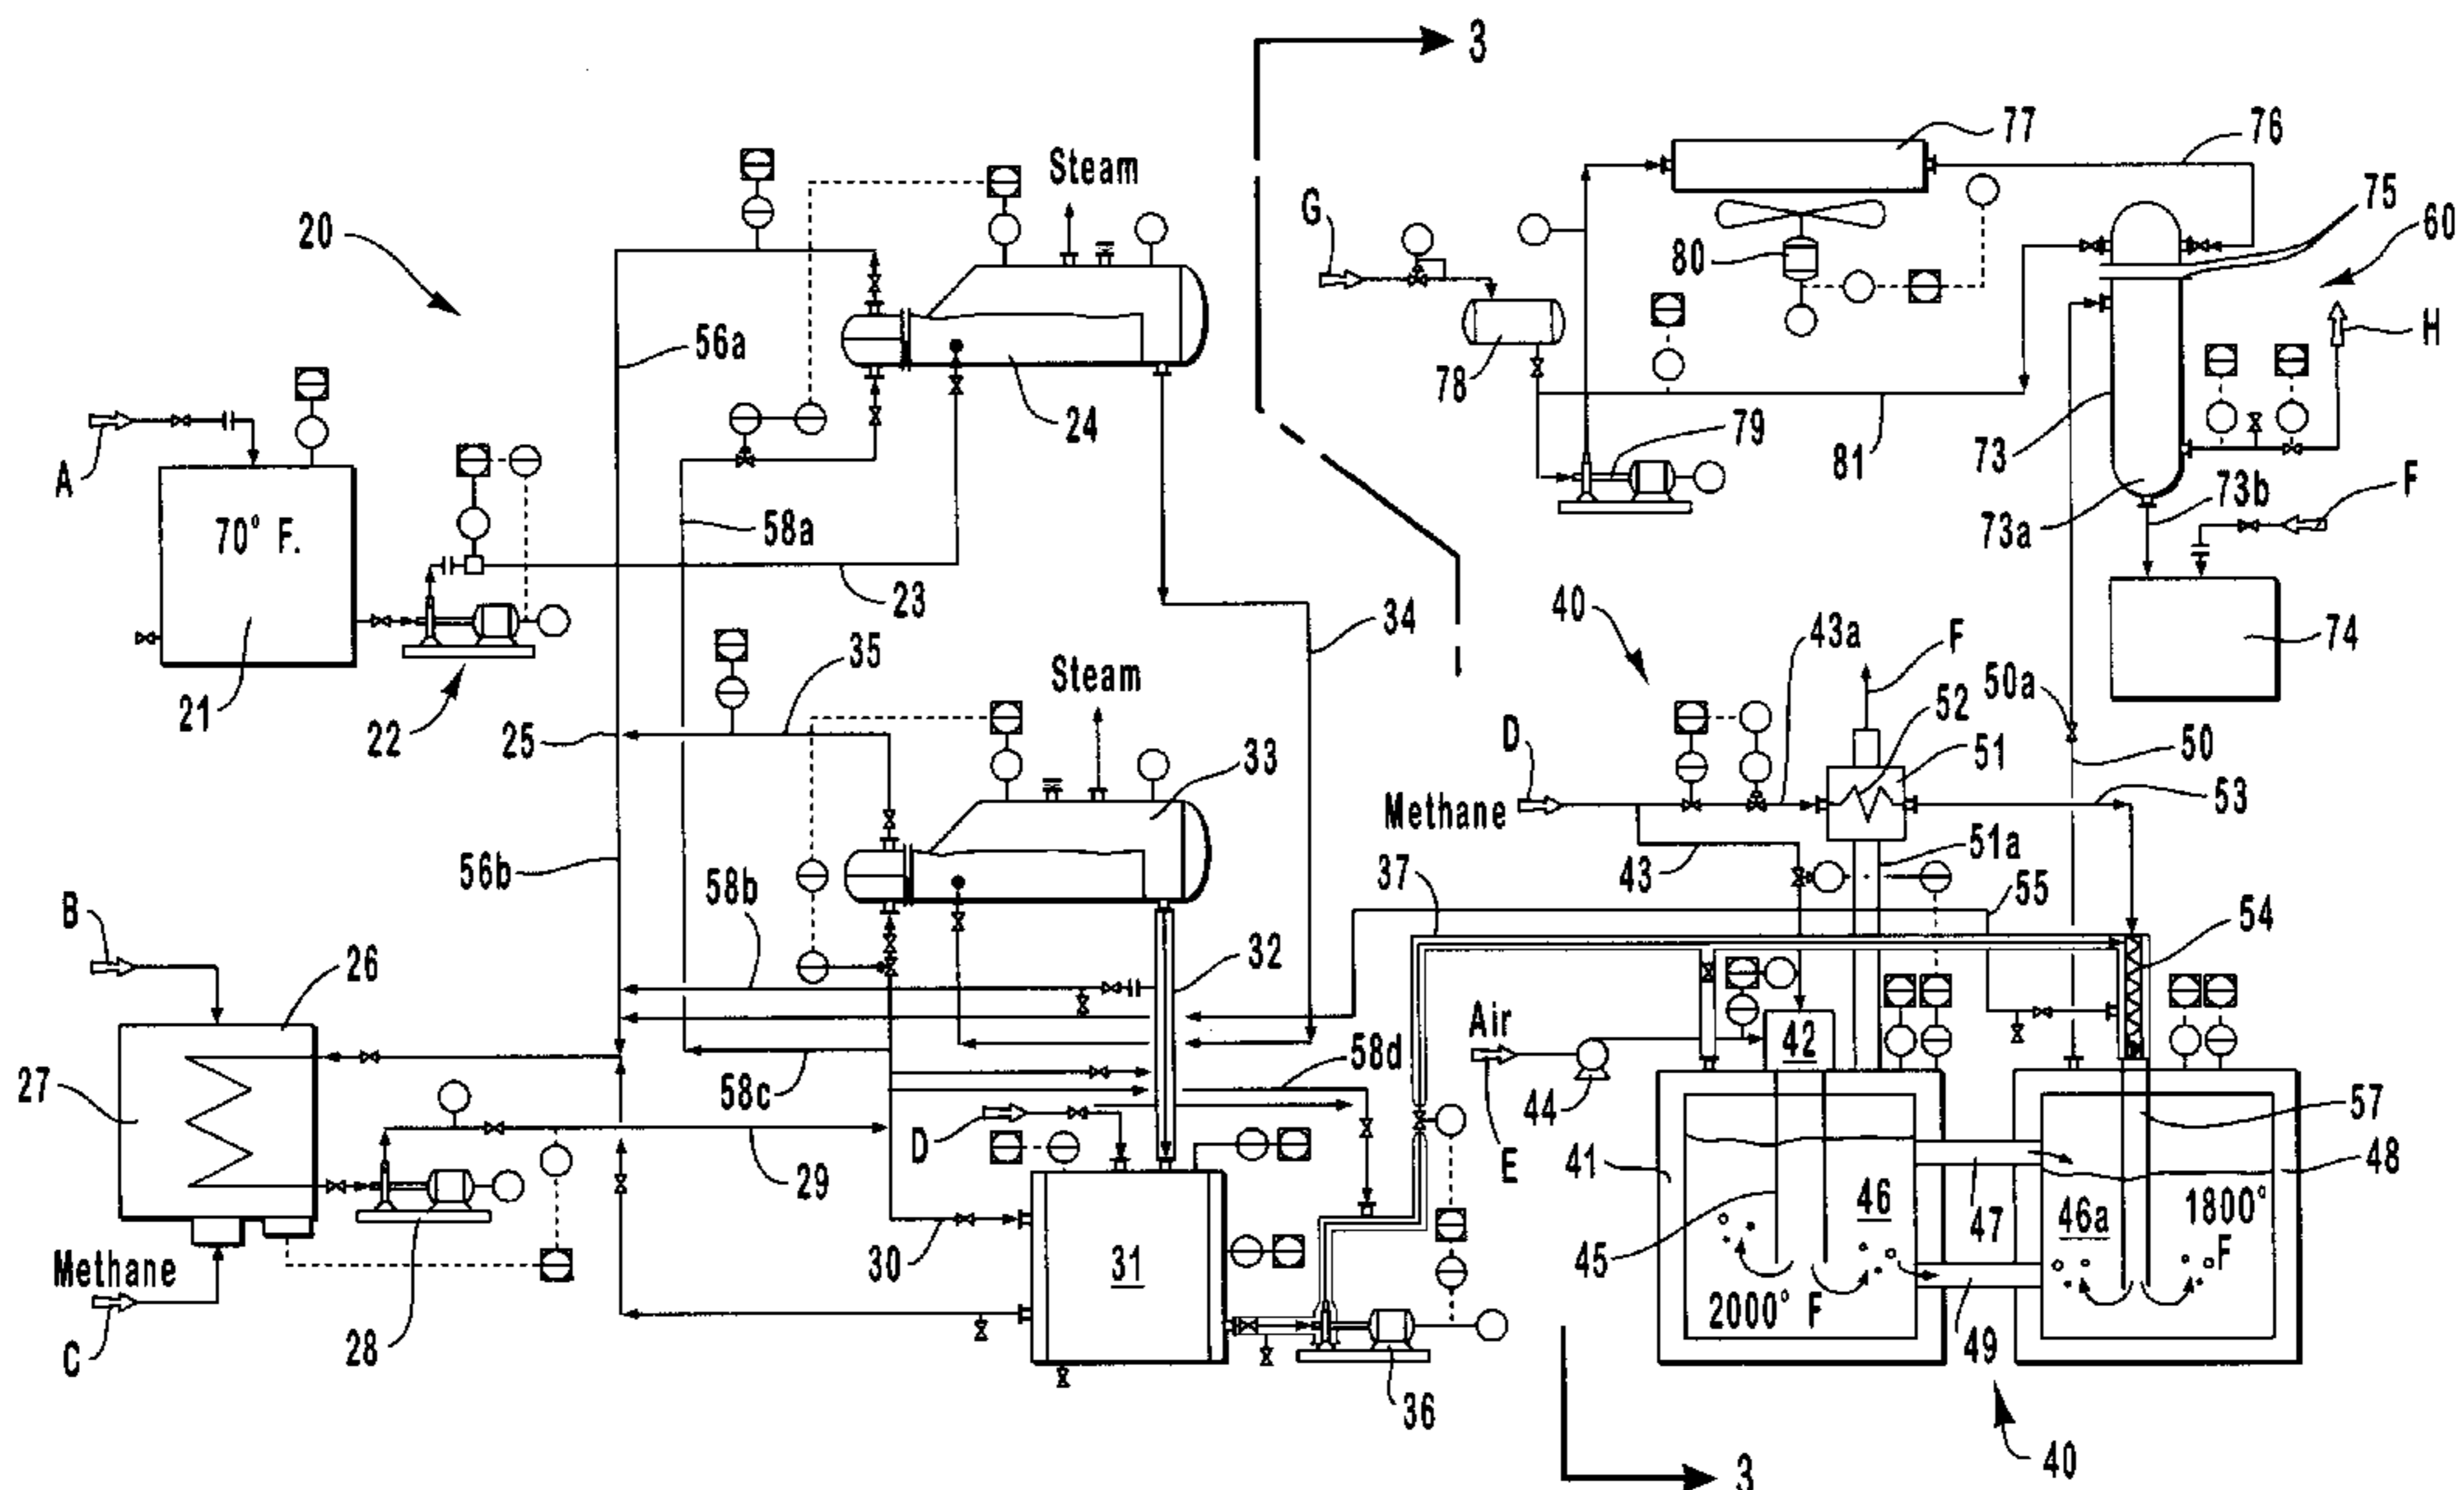 3
77
76
Steam
G
75
20
80
60
H
56a
78
24
79
A
81
73
73b
F
70° F.
58a
73a
23
40
34
43a
F
74
35
Steam
50a
21
22
25
52
D
51
50
33
Methane
53
56b
43
51a
58b
37
55
B
54
32
26
Air
42
58d
27
58c
44
57
D
E
41
48
29
46
47
46a
1800°
F
45
30
31
Methane
2000° F
49
C
28
36
40
3